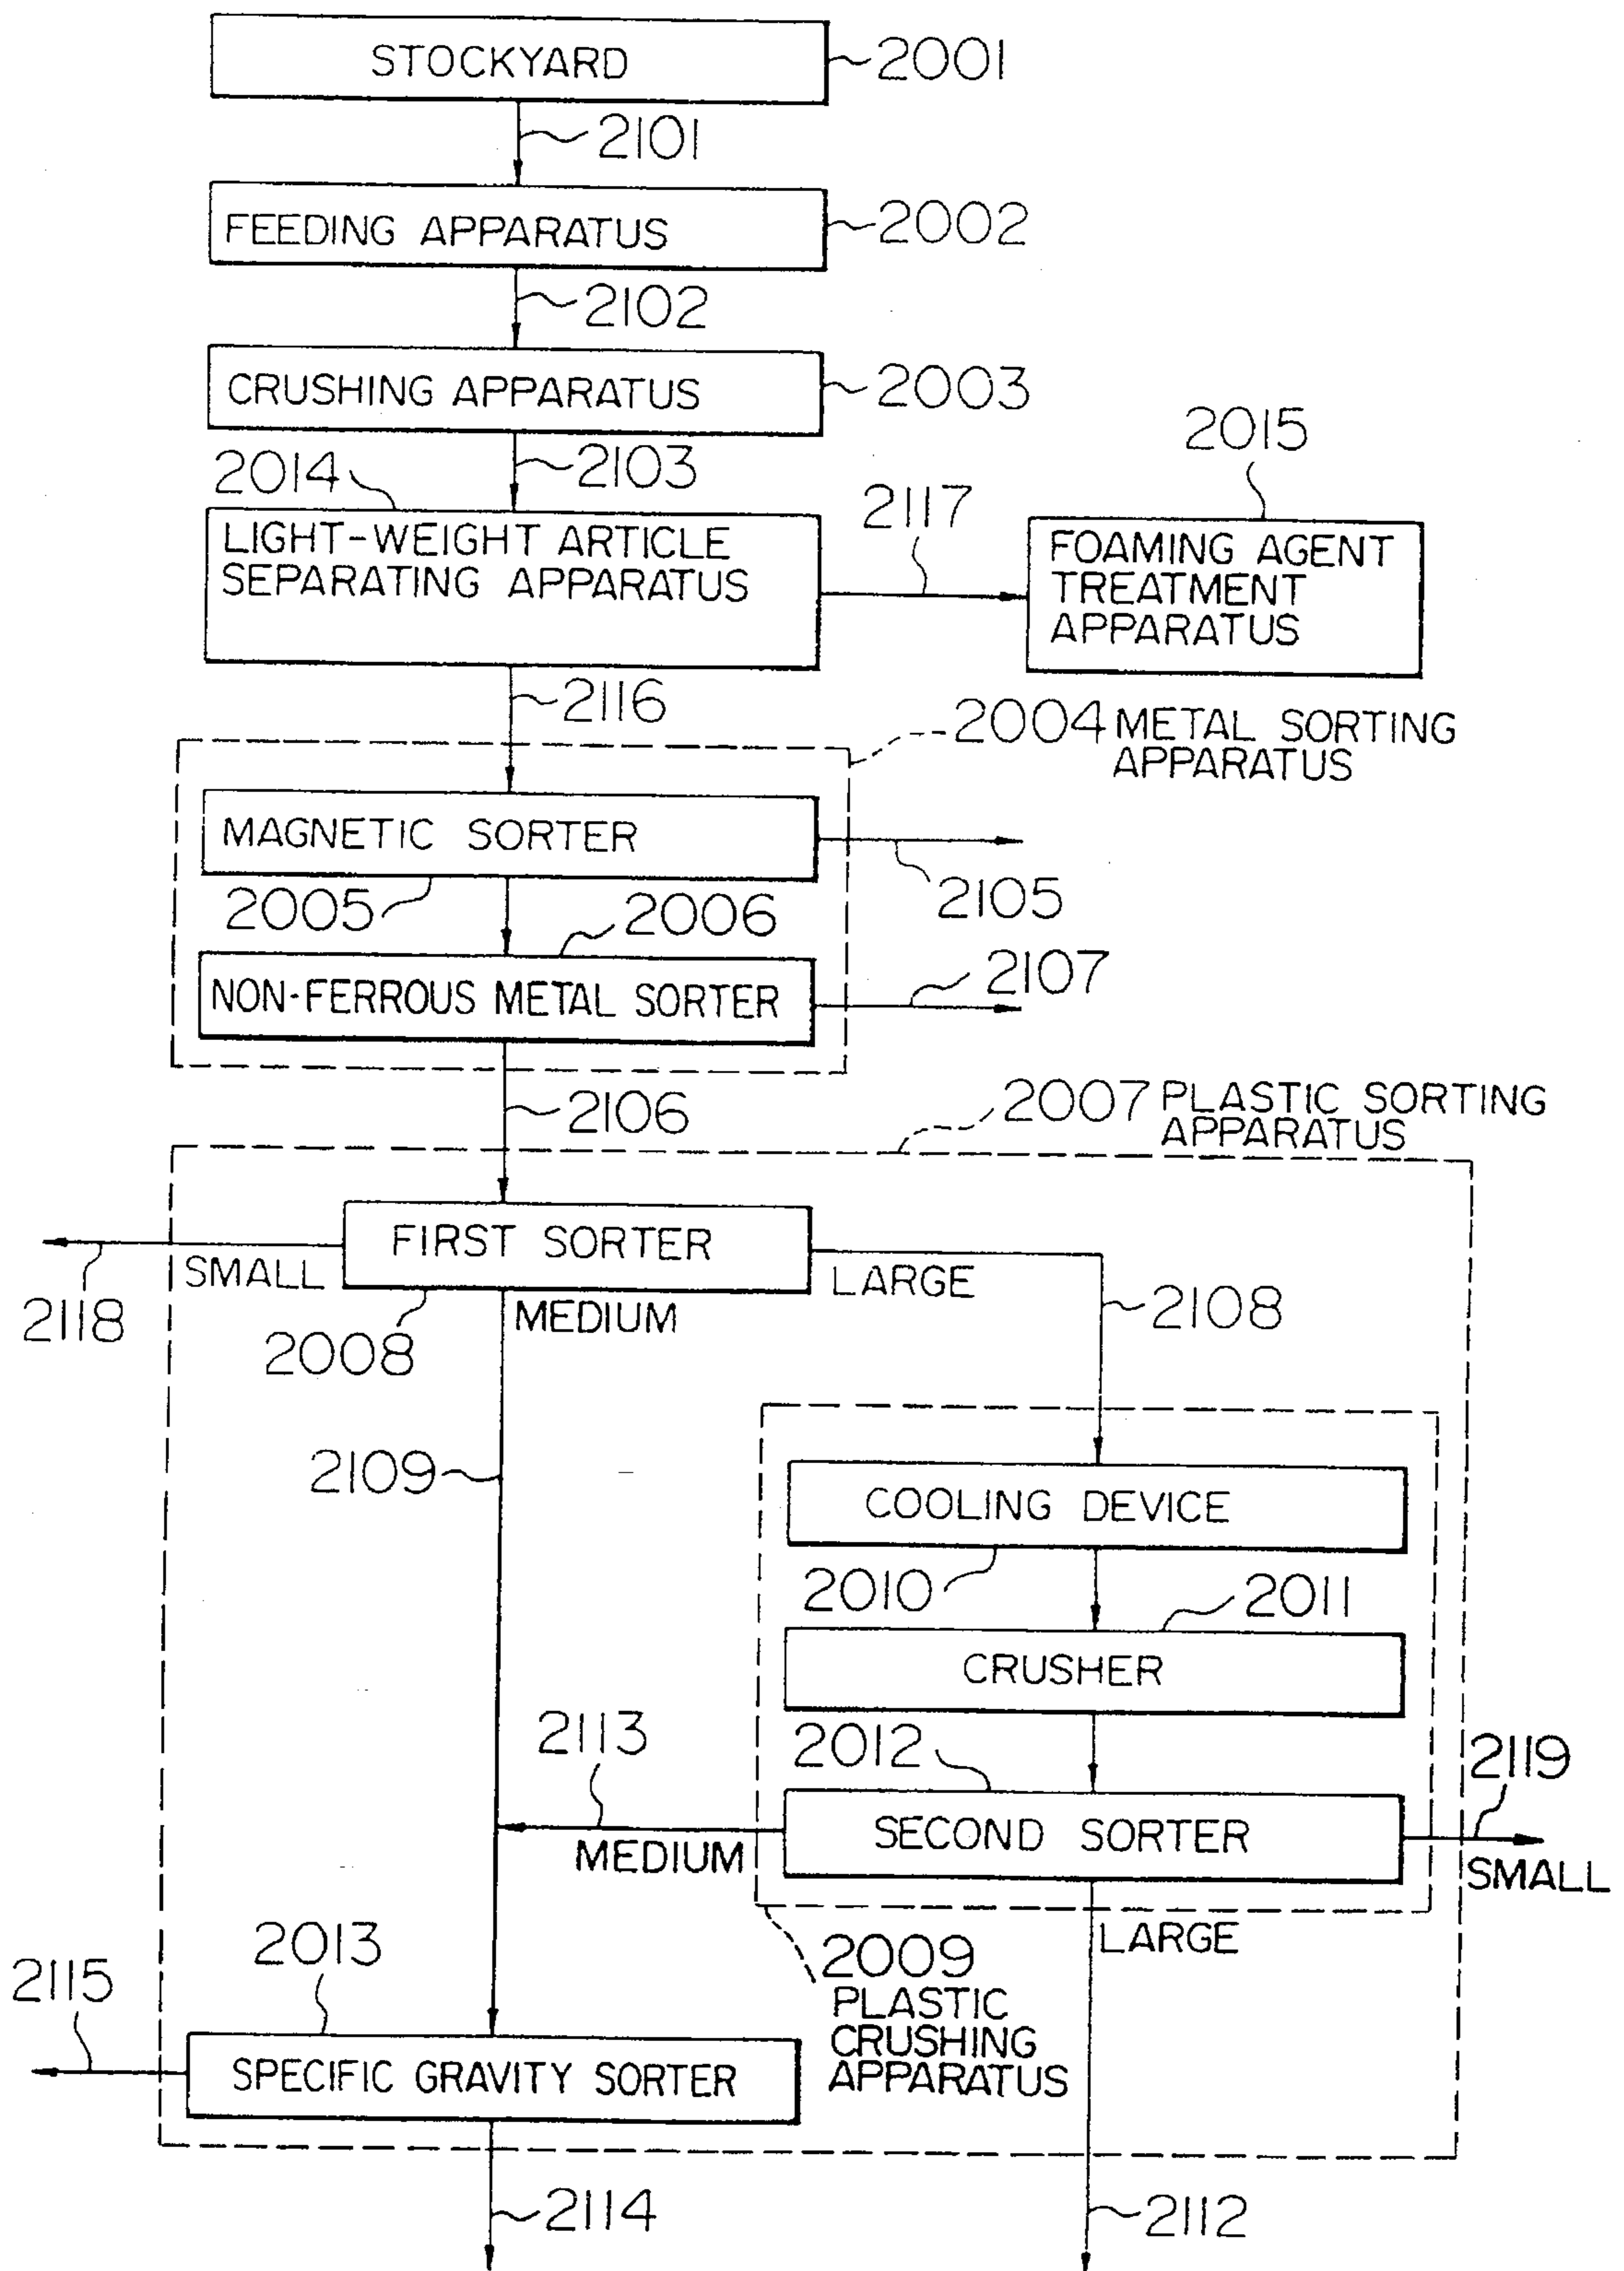 STOCKYARD
2001
2101
FEEDING APPARATUS
2002
2102
CRUSHING APPARATUS
2003
2015
2014
2103
2117
LIGHT-WEIGHT ARTICLE
SEPARATING APPARATUS
FOAMING AGENT
TREATMENT
APPARATUS
2116
2004 METAL SORTING
APPARATUS
MAGNETIC SORTER
2005
2006
2105
NON-FERROUS METAL SORTER
2107
2106
2007 PLASTIC SORTING
APPARATUS
FIRST SORTER
SMALL
LARGE
2118
2008
MEDIUM
2108
2109
COOLING DEVICE
2010
2011
CRUSHER
2113
2012
2119
SECOND SORTER
MEDIUM
SMALL
LARGE
2013
2009
PLASTIC
CRUSHING
APPARATUS
2115
SPECIFIC GRAVITY SORTER
2114
2112